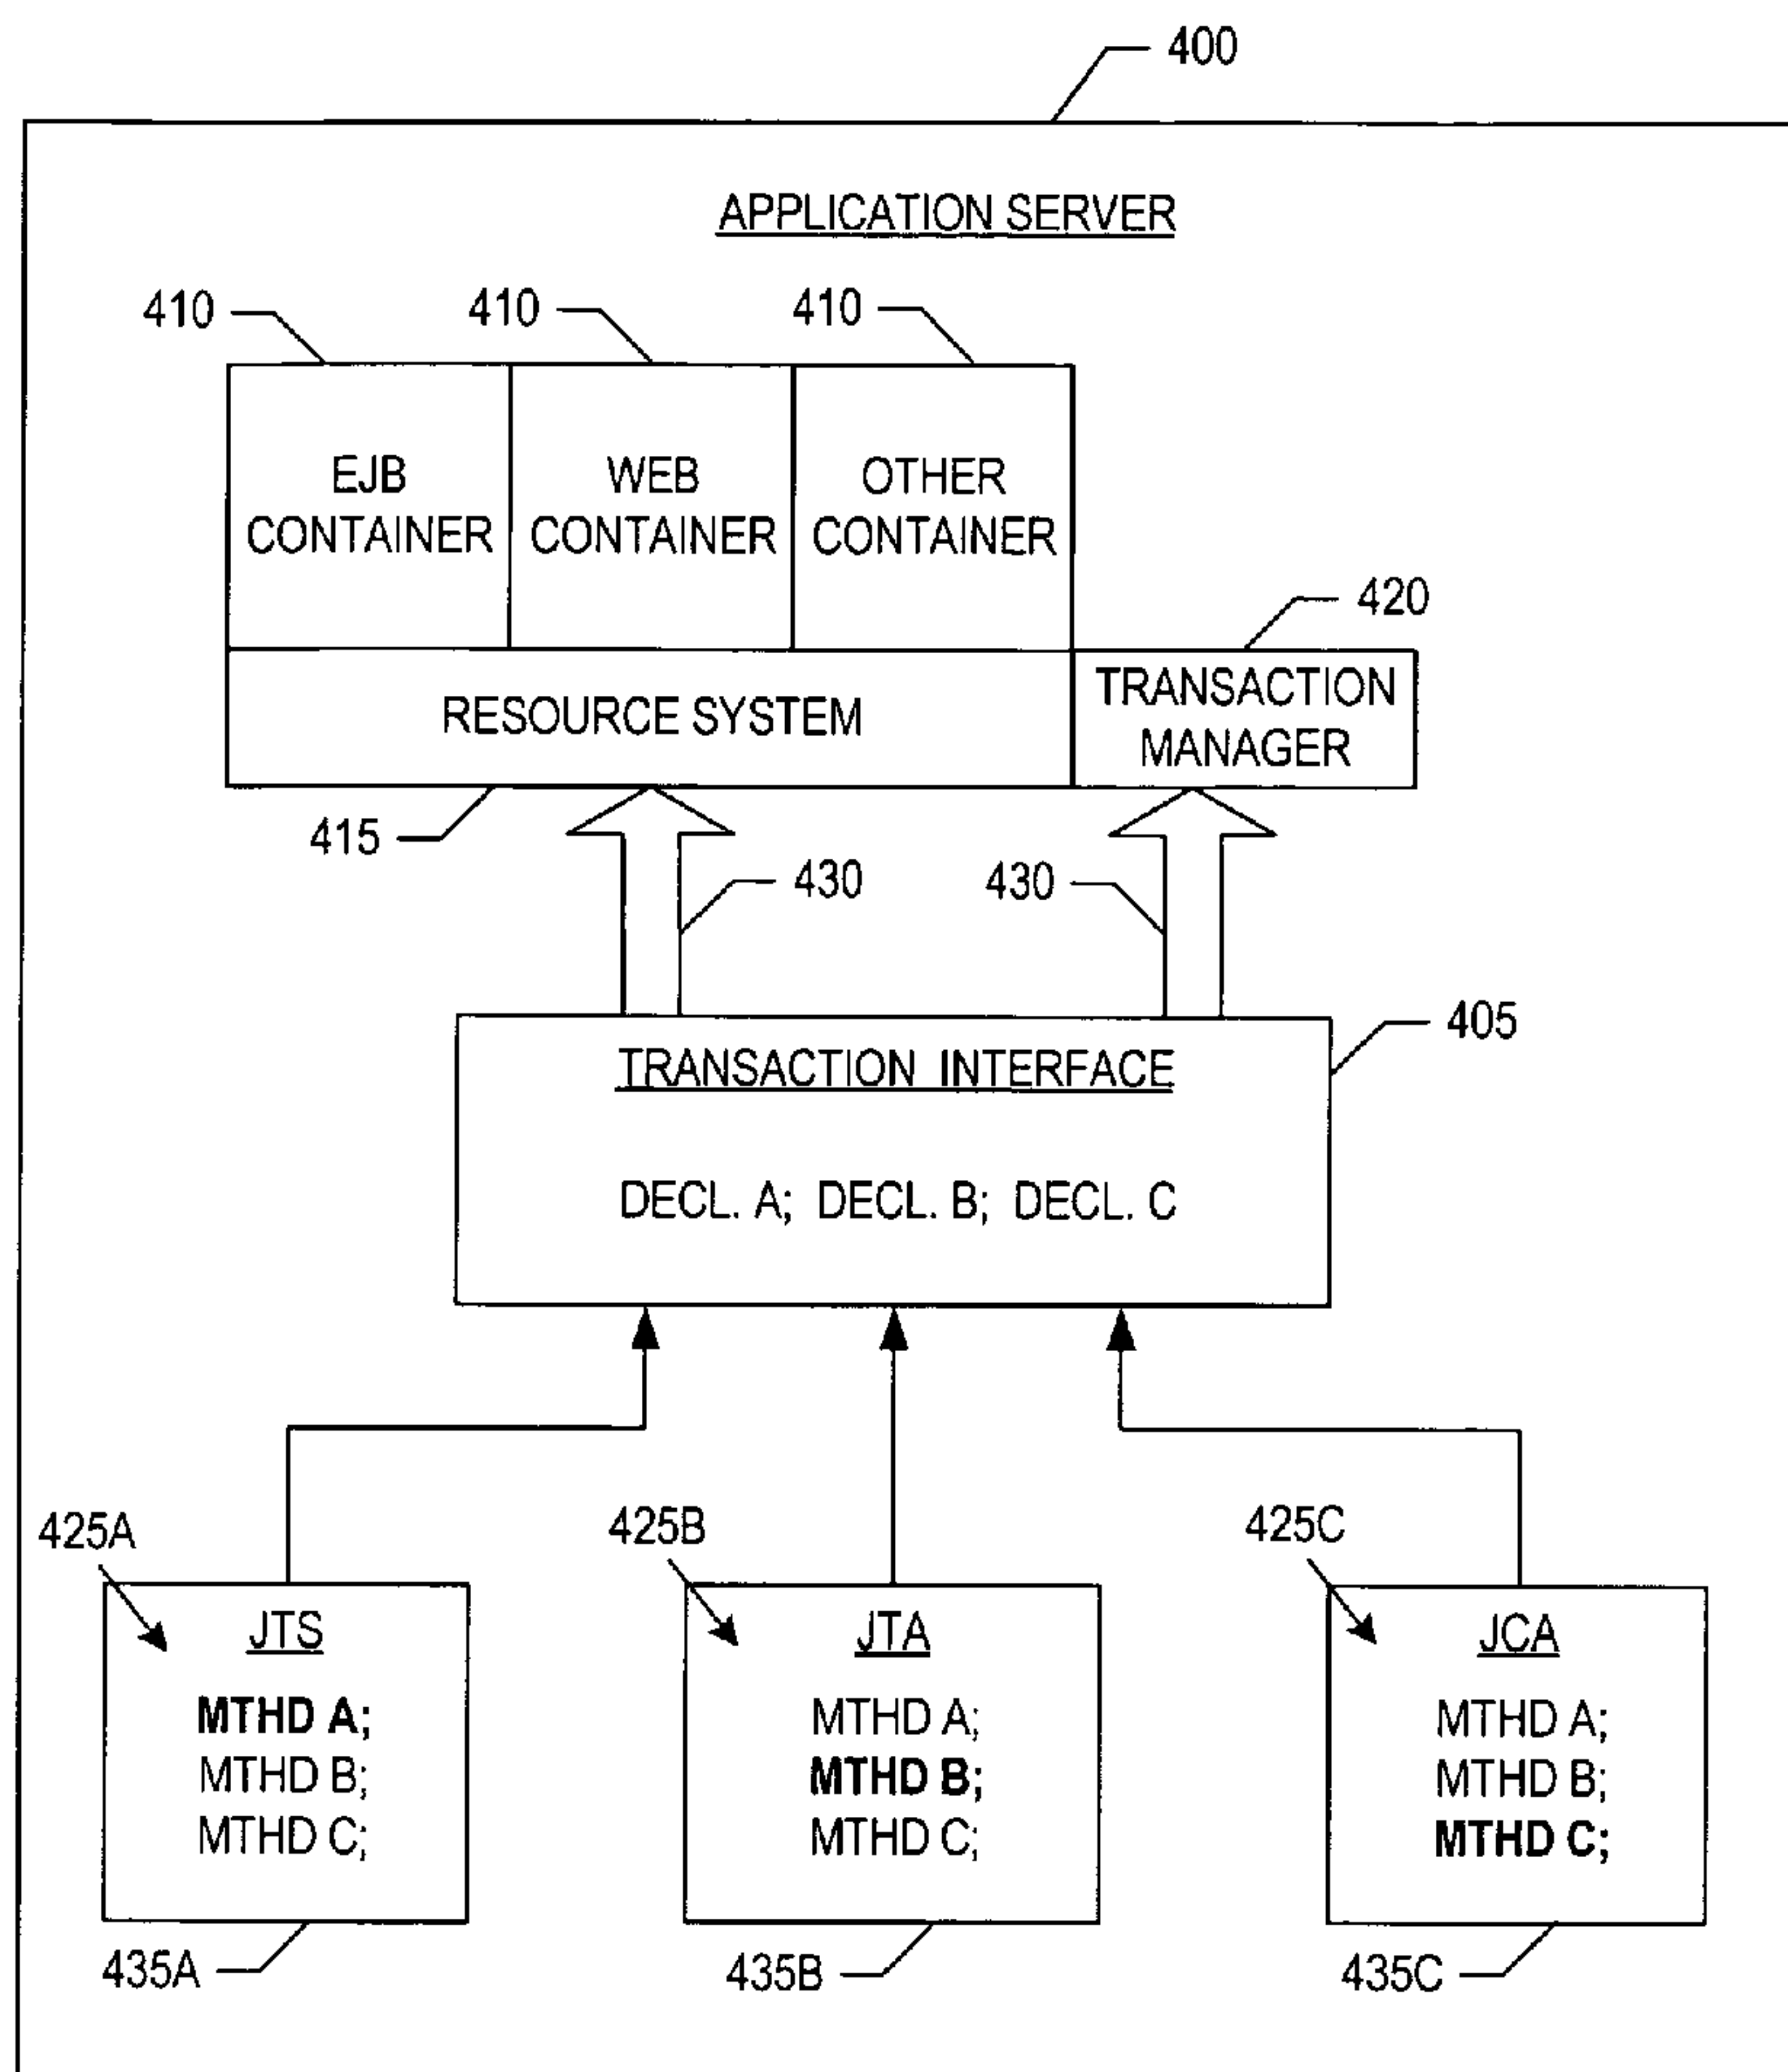 400
APPLICATION SERVER
410
410
410
EJB
CONTAINER
WEB
CONTAINER
OTHER
CONTAINER
420
RESOURCE SYSTEM
TRANSACTION
MANAGER
415
430
430
405
TRANSACTION INTERFACE
DECL. A; DECL. B; DECL. C
425A
JTS
MTHD A;
MTHD B;
MTHD C;
435A
425B
JTA
MTHD A;
MTHD B;
MTHD C;
435B
425C
JCA
MTHD A;
MTHD B;
MTHD C;
435C